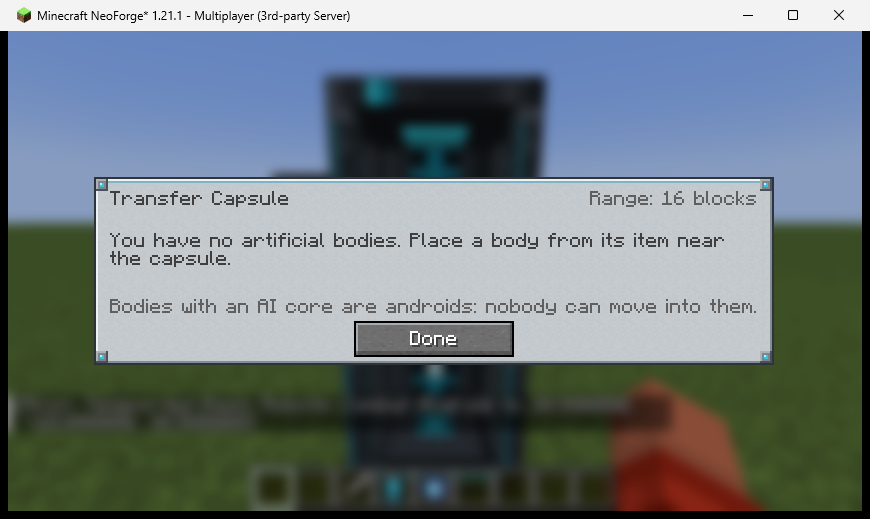 Minecraft NeoForge* 1.21.1 - Multiplayer (3rd-party Server)
Transfer Capsule
Range: 16 blocks
You have no artificial bodies. Place a body from its item near
the capsule.
Bodies with an AI core are androids: nobody can move into them.
Done